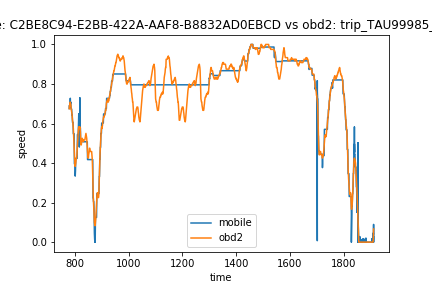 e: C2BE8C94-E2BB-422A-AAF8-B8832AD0EBCD vs obd2: trip_TAU99985_
1.0
0.8
0.6
0.4
0.2
0.0
speed
mobile
obd2
800 1000 1200 1400 1600 1800
time